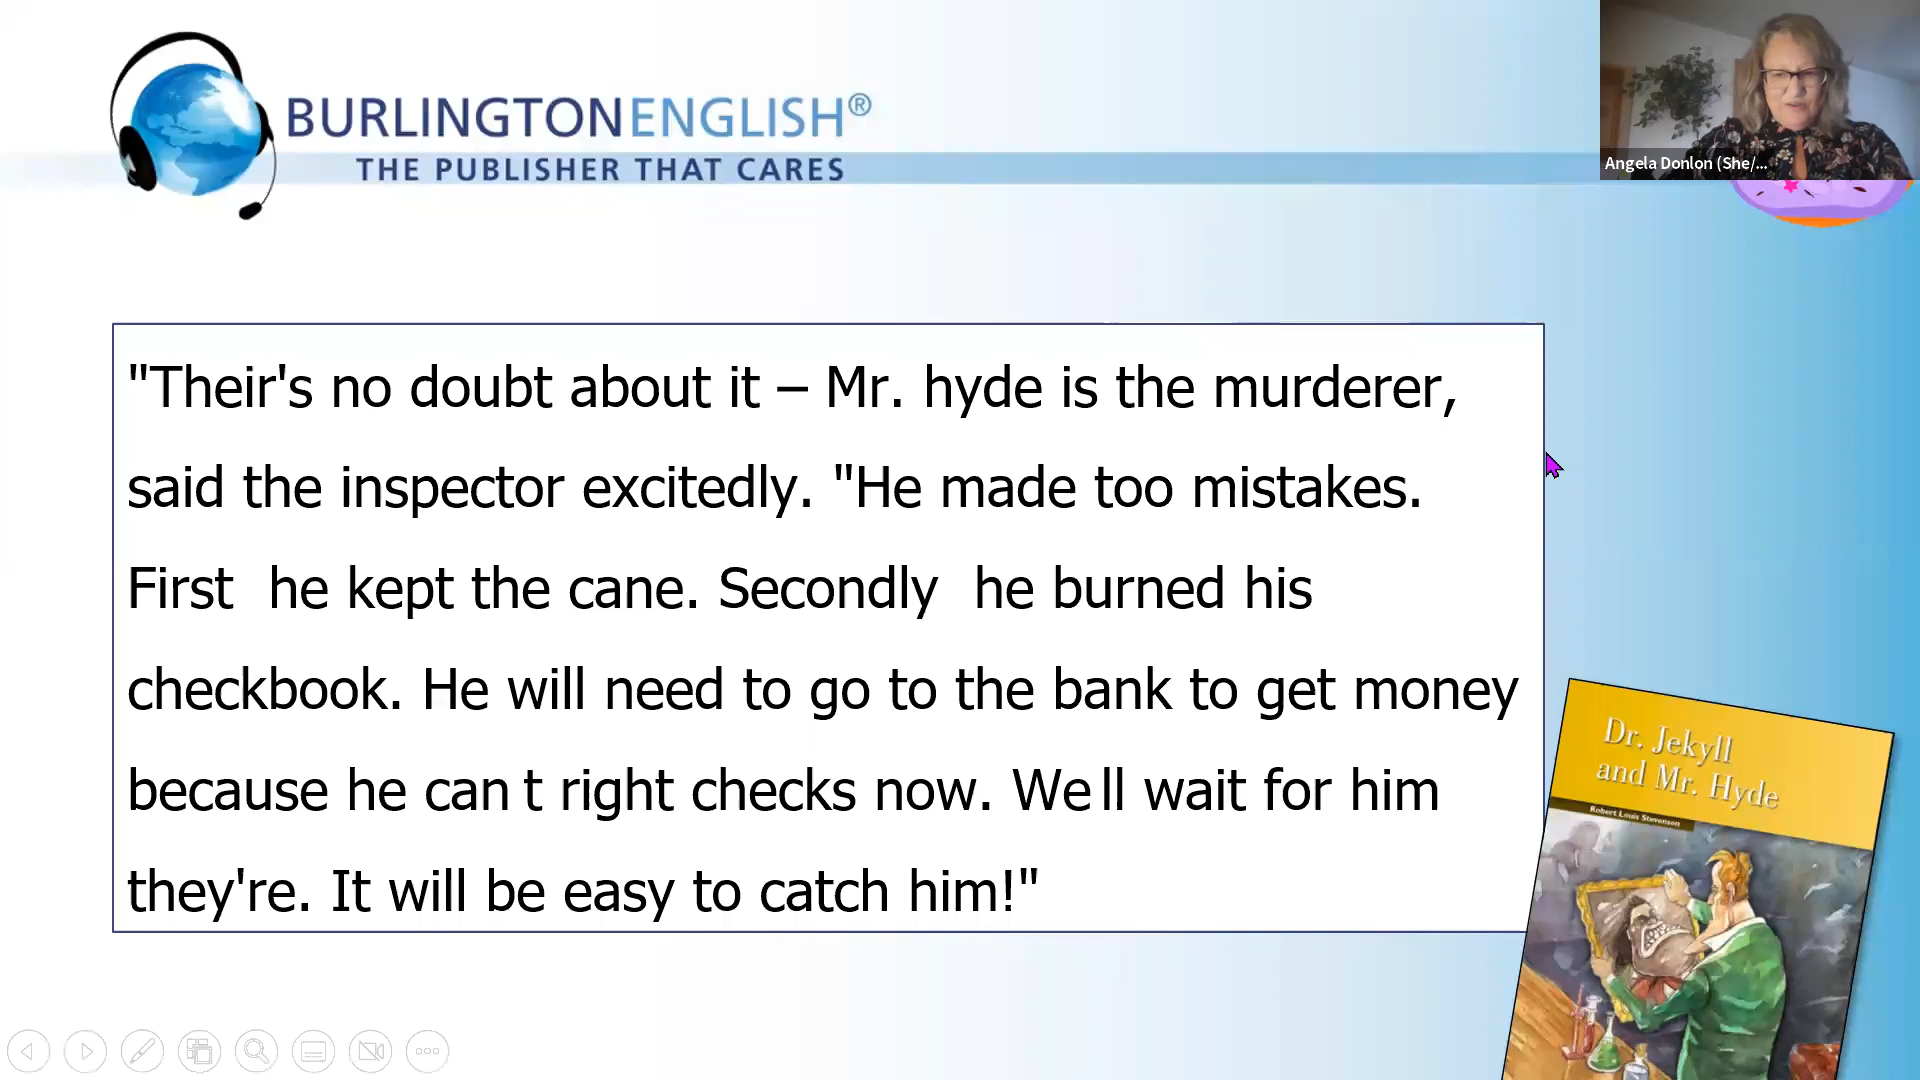 BURLINGTONENGLISH®
THE PUBLISHER THAT CARES
Angela Donlon (She/...
"Their's no doubt about it – Mr. hyde is the murderer,
said the inspector excitedly. "He made too mistakes.
First  he kept the cane. Secondly  he burned his
checkbook. He will need to go to the bank to get money
because he can t right checks now. We ll wait for him
they're. It will be easy to catch him!"
Dr. Jekyll
and Mr. Hyde
Robert Louis Stevenson